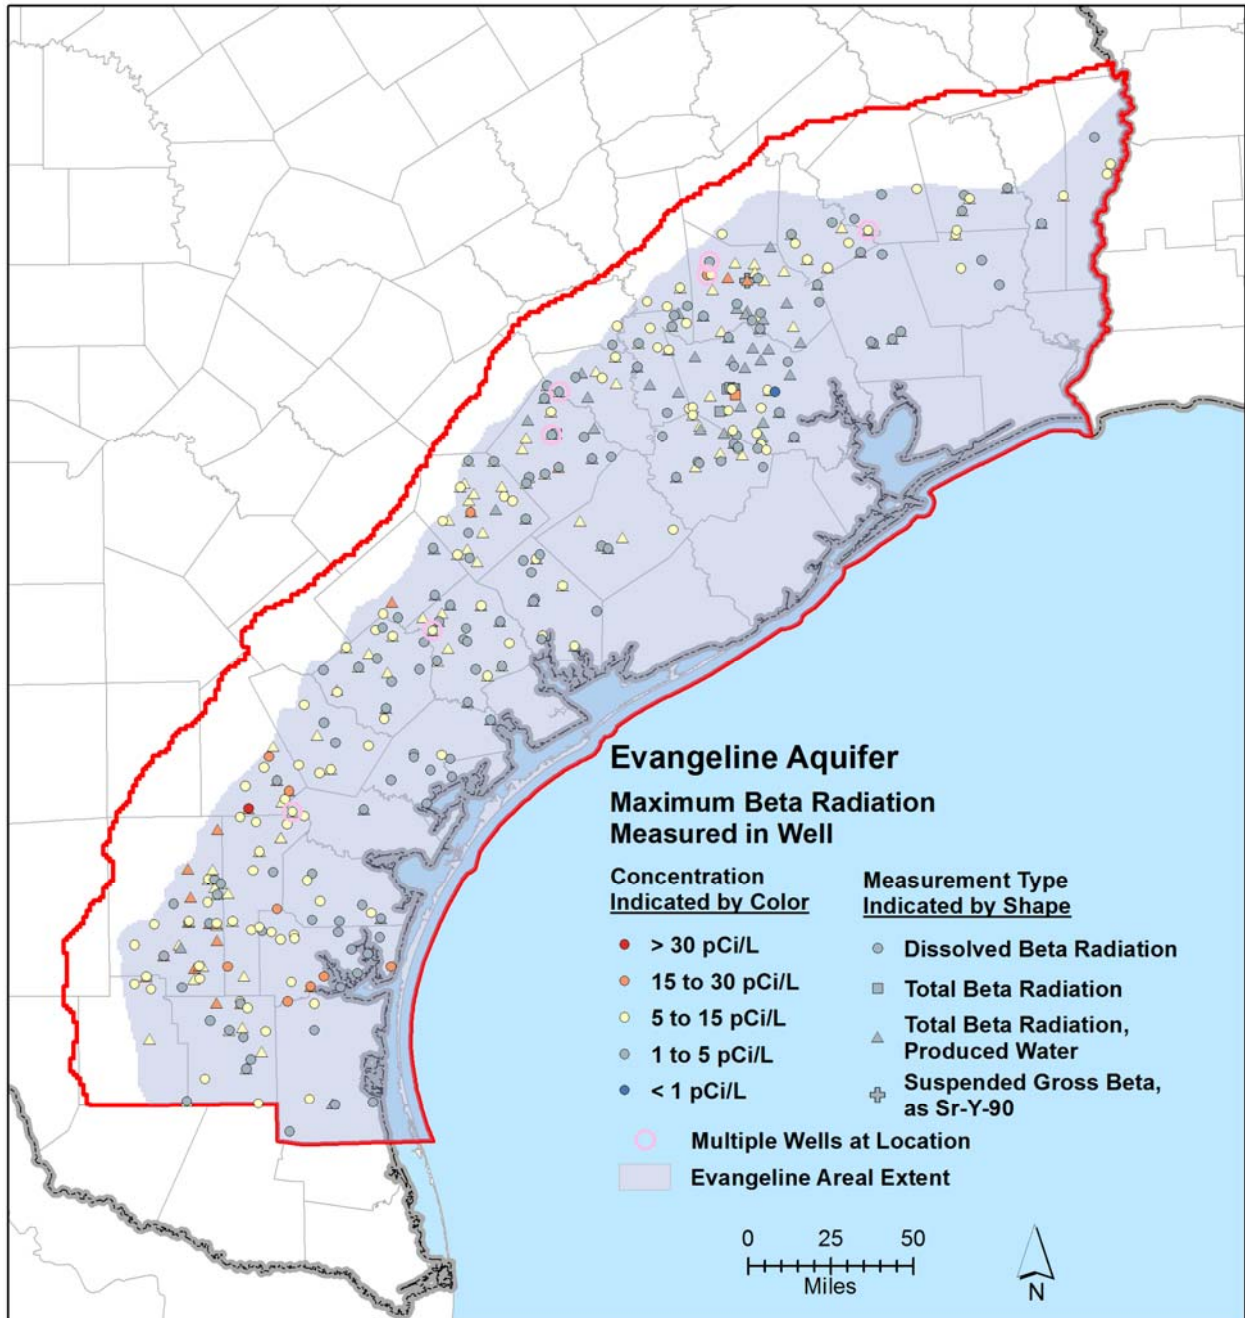 Evangeline Aquifer
Maximum Beta Radiation
Measured in Well
Concentration
Indicated by Color
> 30 pCi/L
15 to 30 pCi/L
5 to 15 pCi/L
1 to 5 pCi/L
< 1 pCi/L
Measurement Type
Indicated by Shape
Dissolved Beta Radiation
Total Beta Radiation
Total Beta Radiation,
Produced Water
Suspended Gross Beta,
as Sr-Y-90
Multiple Wells at Location
Evangeline Areal Extent
0 25 50
Miles
N